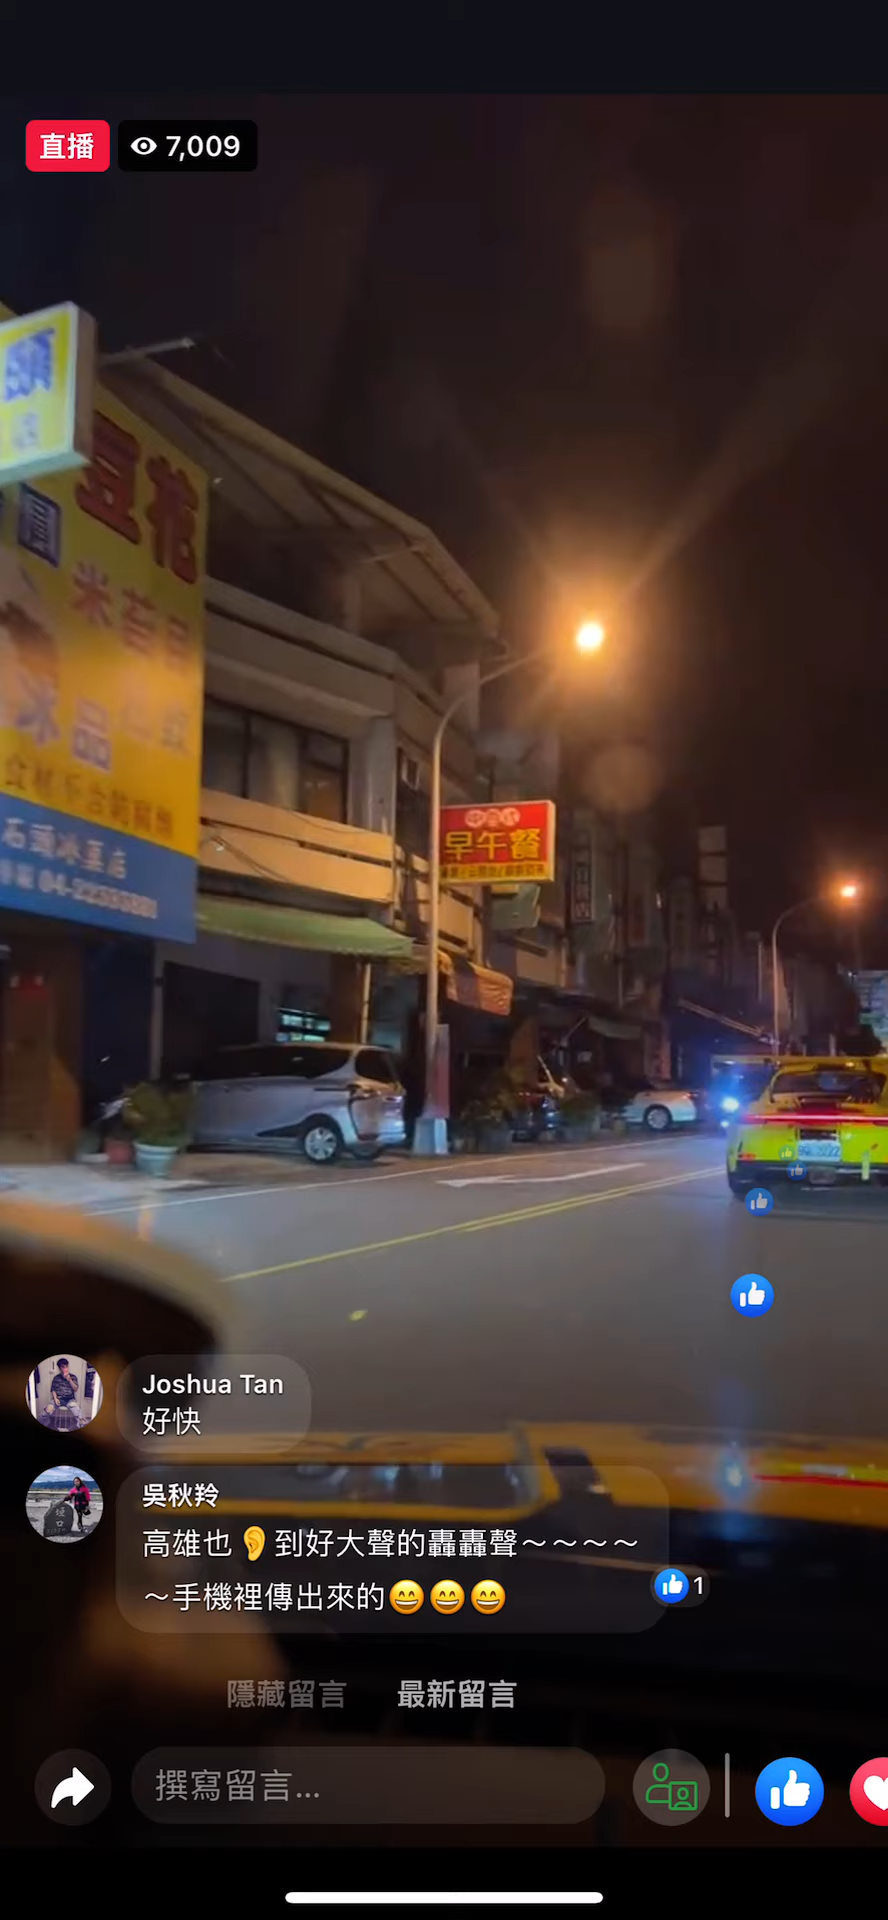 直播
7,009
豆花
圓
米苔目
冰品
早午餐
石頭冰豆店
Joshua Tan
好快
吳秋羚
高雄也👂到好大聲的轟轟聲～～～～
～手機裡傳出來的😄😄😄
1
隱藏留言
最新留言
撰寫留言...